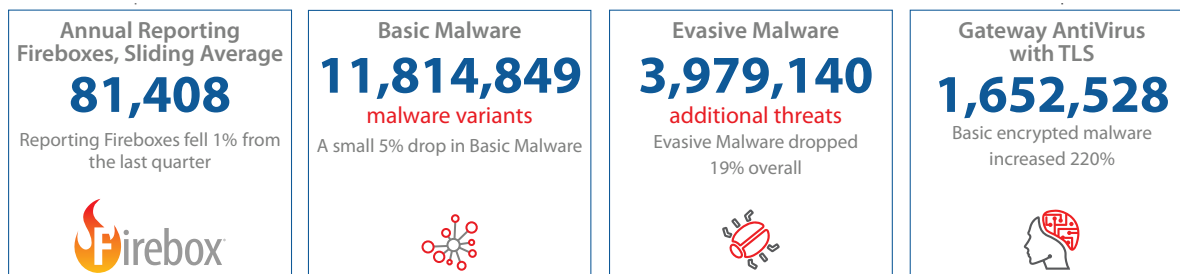 Annual Reporting
Fireboxes, Sliding Average
81,408
Reporting Fireboxes fell 1% from
the last quarter
Firebox
Basic Malware
11,814,849
malware variants
A small 5% drop in Basic Malware
Evasive Malware
3,979,140
additional threats
Evasive Malware dropped
19% overall
Gateway AntiVirus
with TLS
1,652,528
Basic encrypted malware
increased 220%